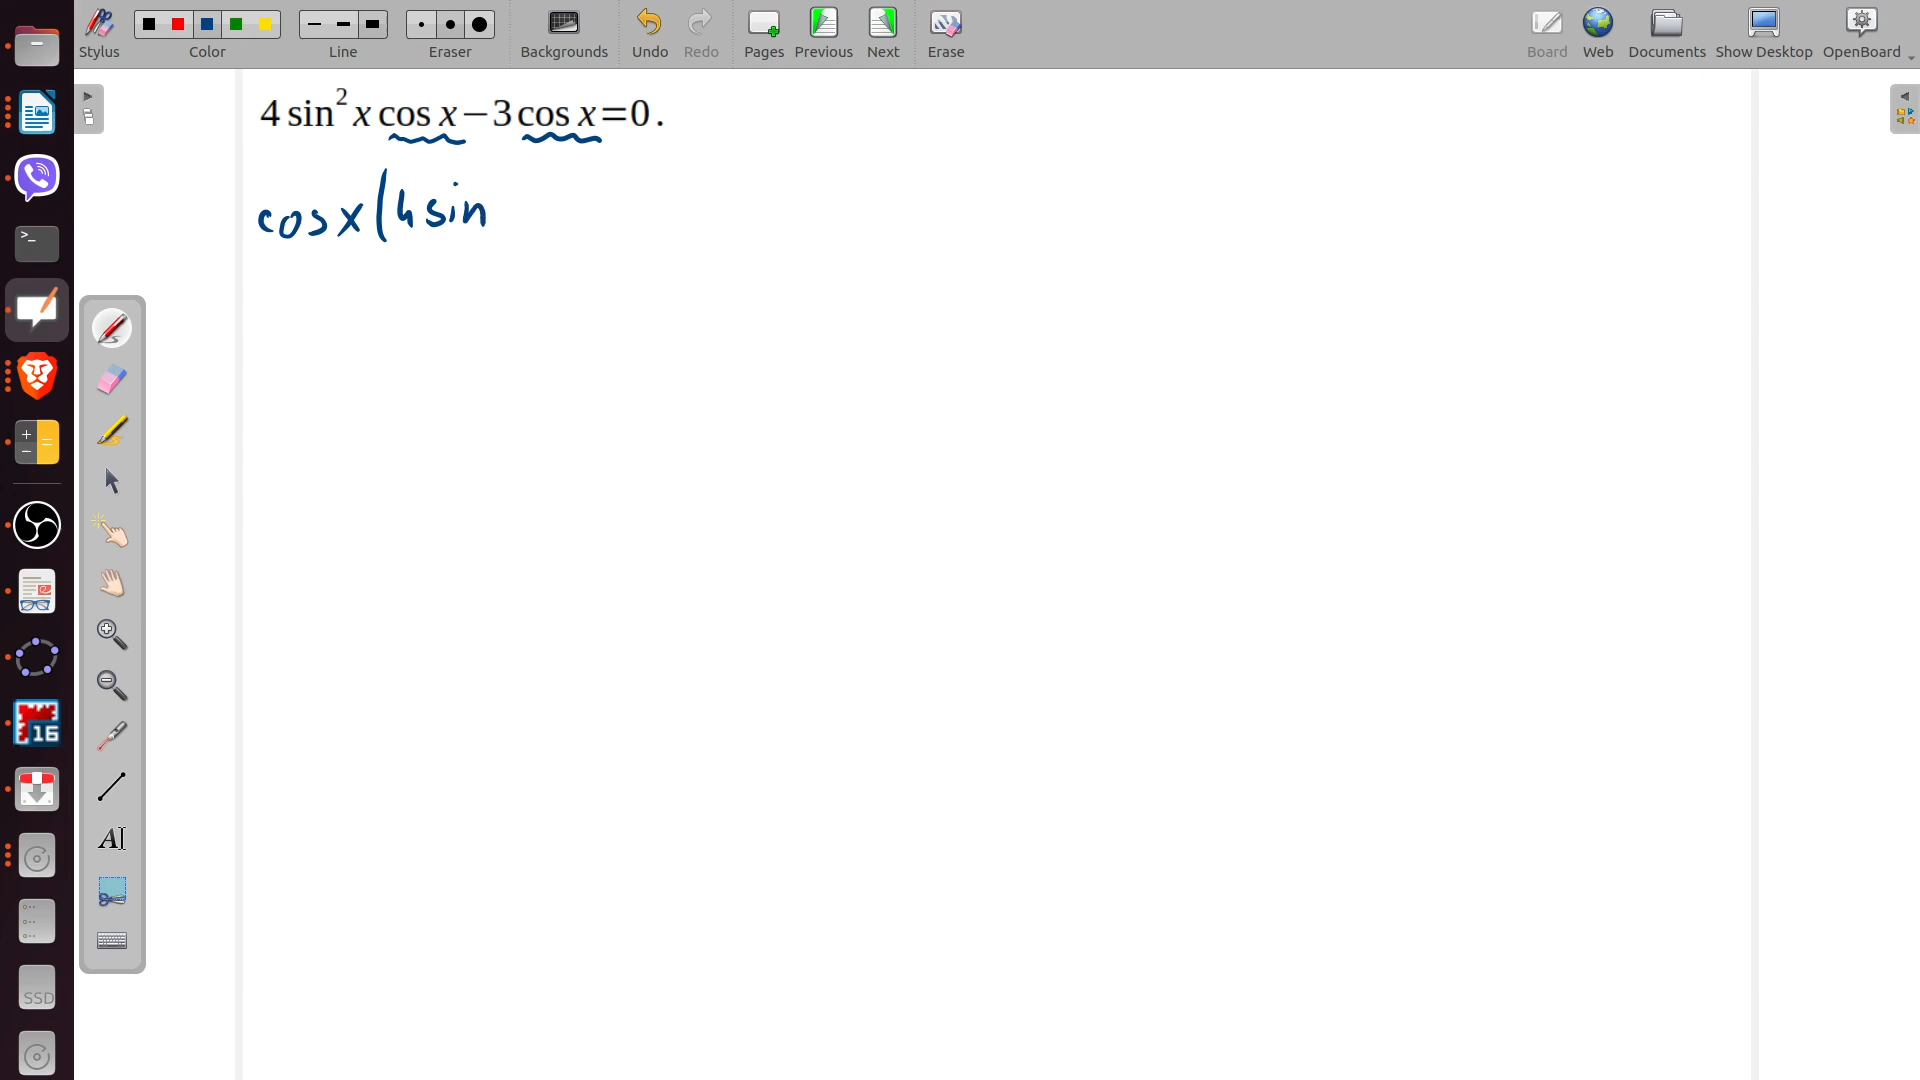 Stylus Color Line Eraser Backgrounds Undo Redo Pages Previous Next Erase Board Web Documents Show Desktop OpenBoard
4 sin² x cos x − 3 cos x = 0 .
cos x (4 sin
16
SSD